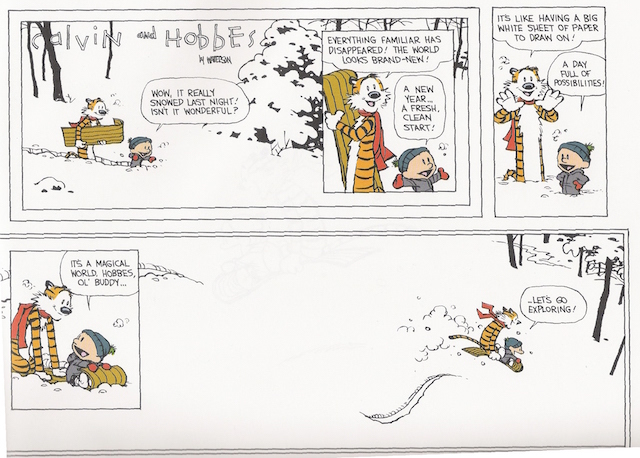 Calvin and Hobbes
by WATTERSON
WOW, IT REALLY
SNOWED LAST NIGHT!
ISN'T IT WONDERFUL?
EVERYTHING FAMILIAR HAS
DISAPPEARED! THE WORLD
LOOKS BRAND-NEW!
A NEW
YEAR...
A FRESH,
CLEAN
START!
IT'S LIKE HAVING A BIG
WHITE SHEET OF PAPER
TO DRAW ON!
A DAY
FULL OF
POSSIBILITIES!
IT'S A MAGICAL
WORLD, HOBBES,
OL' BUDDY...
...LET'S GO
EXPLORING!